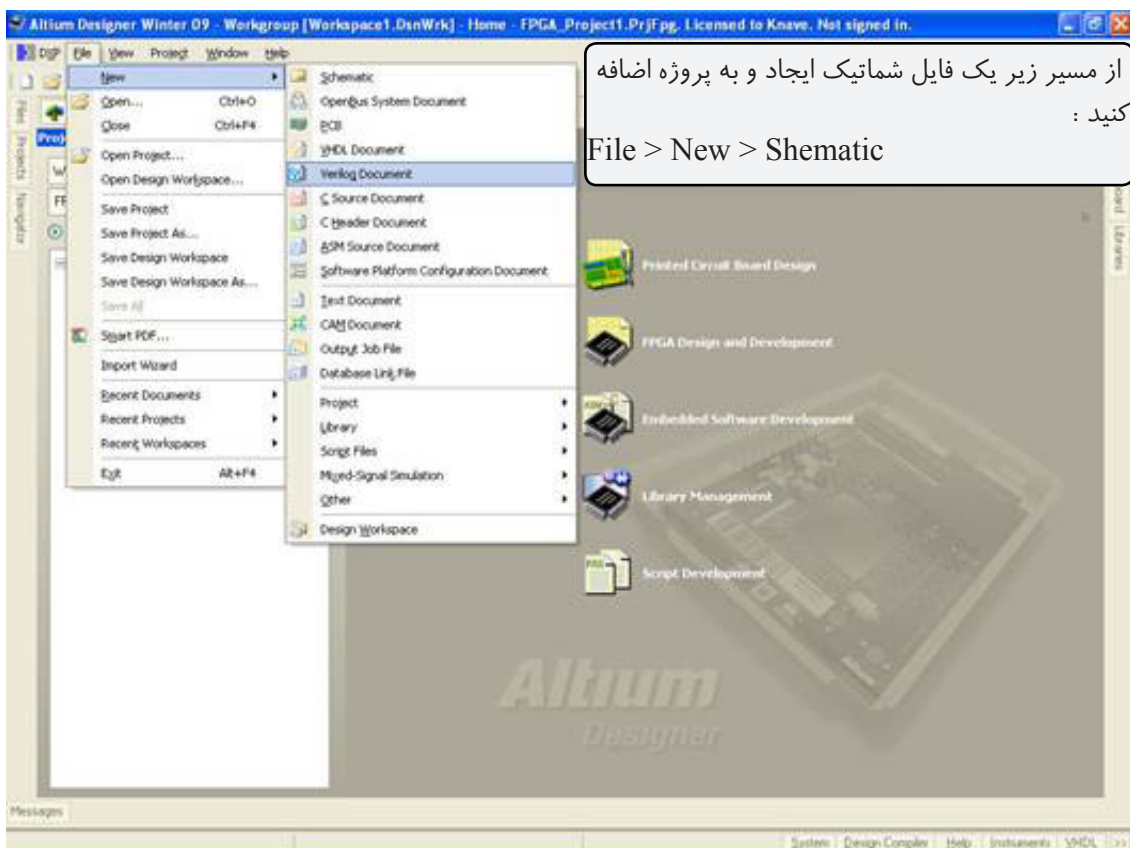 Altium Designer Winter 09 - Workgroup [Workspace1.DsnWrk] - Home - FPGA_Project1.PrjFpg. Licensed to Knave. Not signed in.
DXP File View Project Window Help
از مسیر زیر یک فایل شماتیک ایجاد و به پروژه اضافه
کنید :
File > New > Shematic
New
Open... Ctrl+O
Close Ctrl+F4
Open Project...
Open Design Workspace...
Save Project
Save Project As...
Save Design Workspace
Save Design Workspace As...
Save All
Smart PDF...
Import Wizard
Recent Documents
Recent Projects
Recent Workspaces
Exit Alt+F4
Schematic
OpenBus System Document
PCB
VHDL Document
Verilog Document
C Source Document
C Header Document
ASM Source Document
Software Platform Configuration Document
Text Document
CAM Document
Output Job File
Database Link File
Project
Library
Script Files
Mixed-Signal Simulation
Other
Design Workspace
Files
Projects
Navigator
Libraries
Printed Circuit Board Design
FPGA Design and Development
Embedded Software Development
Library Management
Script Development
Altium
Designer
Messages
System Design Compiler Help Instruments VHDL >>